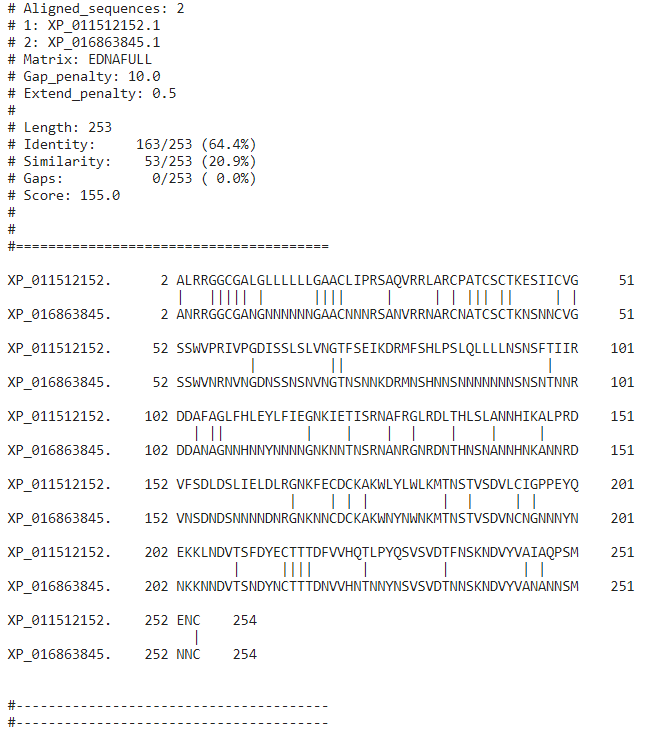 # Aligned_sequences: 2
# 1: XP_011512152.1
# 2: XP_016863845.1
# Matrix: EDNAFULL
# Gap_penalty: 10.0
# Extend_penalty: 0.5
#
# Length: 253
# Identity:     163/253 (64.4%)
# Similarity:    53/253 (20.9%)
# Gaps:           0/253 ( 0.0%)
# Score: 155.0
#
#
#=======================================
XP_011512152.      2 ALRRGGCGALGLLLLLLGAACLIPRSAQVRRLARCPATCSCTKESIICVG     51
XP_016863845.      2 ANRRGGCGANGNNNNNNGAACNNNRSANVRRNARCNATCSCTKNSNNCVG     51
XP_011512152.     52 SSWVPRIVPGDISSLSLVNGTFSEIKDRMFSHLPSLQLLLLNSNSFTIIR    101
XP_016863845.     52 SSWVNRNVNGDNSSNSNVNGTNSNNKDRMNSHNNSNNNNNNNSNSNTNNR    101
XP_011512152.    102 DDAFAGLFHLEYLFIEGNKIETISRNAFRGLRDLTHLSLANNHIKALPRD    151
XP_016863845.    102 DDANAGNNHNNYNNNNGNKNNTNSRNANRGNRDNTHNSNANNHNKANNRD    151
XP_011512152.    152 VFSDLDSLIELDLRGNKFECDCKAKWLYLWLKMTNSTVSDVLCIGPPEYQ    201
XP_016863845.    152 VNSDNDSNNNNDNRGNKNNCDCKAKWNYNWNKMTNSTVSDVNCNGNNNYN    201
XP_011512152.    202 EKKLNDVTSFDYECTTTDFVVHQTLPYQSVSVDTFNSKNDVYVAIAQPSM    251
XP_016863845.    202 NKKNNDVTSNDYNCTTTDNVVHNTNNYNSVSVDTNNSKNDVYVANANNSM    251
XP_011512152.    252 ENC    254
XP_016863845.    252 NNC    254
#---------------------------------------
#---------------------------------------